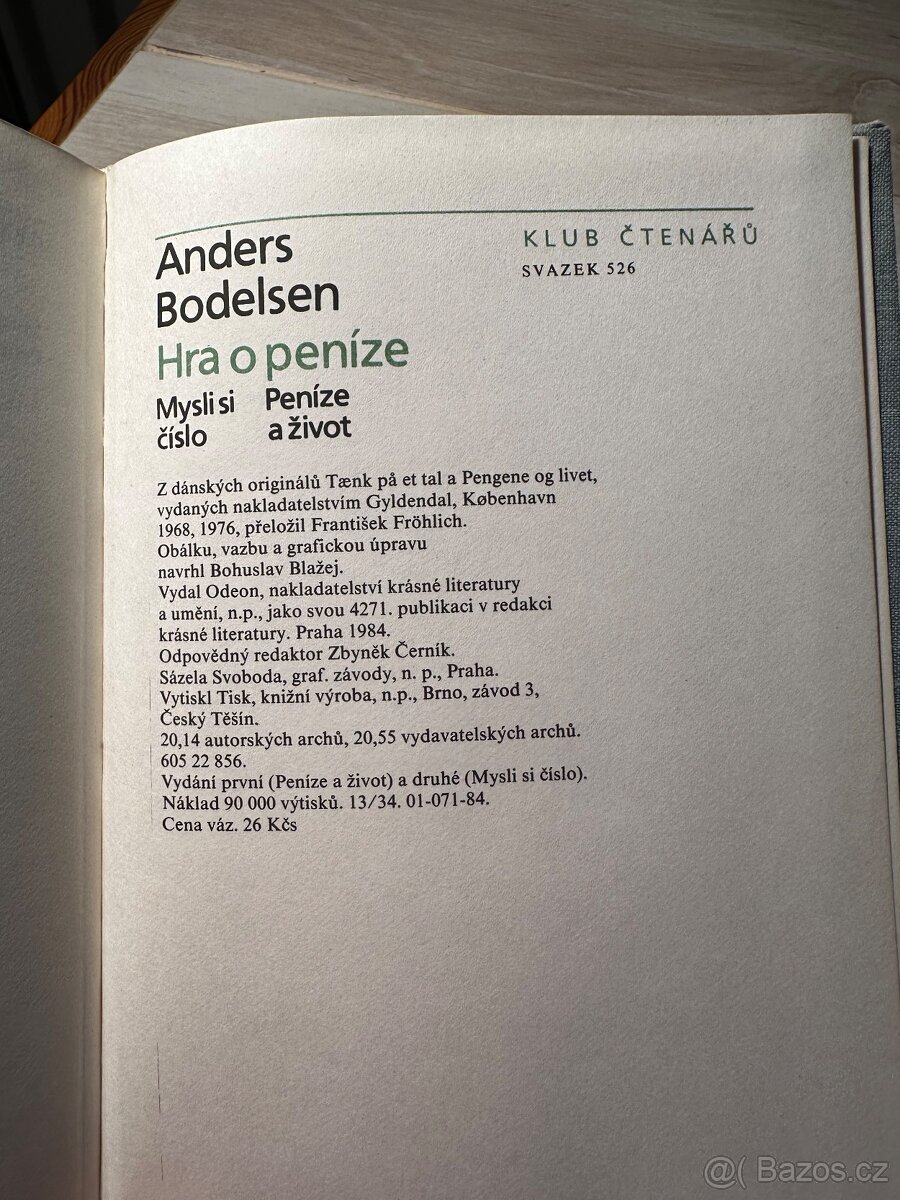 Anders
Bodelsen
Hra o peníze
Mysli si
číslo
Peníze
a život
KLUB ČTENÁŘŮ
SVAZEK 526
Z dánských originálů Tænk på et tal a Pengene og livet,
vydaných nakladatelstvím Gyldendal, København
1968, 1976, přeložil František Fröhlich.
Obálku, vazbu a grafickou úpravu
navrhl Bohuslav Blažej.
Vydal Odeon, nakladatelství krásné literatury
a umění, n.p., jako svou 4271. publikaci v redakci
krásné literatury. Praha 1984.
Odpovědný redaktor Zbyněk Černík.
Sázela Svoboda, graf. závody, n. p., Praha.
Vytiskl Tisk, knižní výroba, n.p., Brno, závod 3,
Český Těšín.
20,14 autorských archů, 20,55 vydavatelských archů.
605 22 856.
Vydání první (Peníze a život) a druhé (Mysli si číslo).
Náklad 90 000 výtisků. 13/34. 01-071-84.
Cena váz. 26 Kčs
@( Bazos.cz